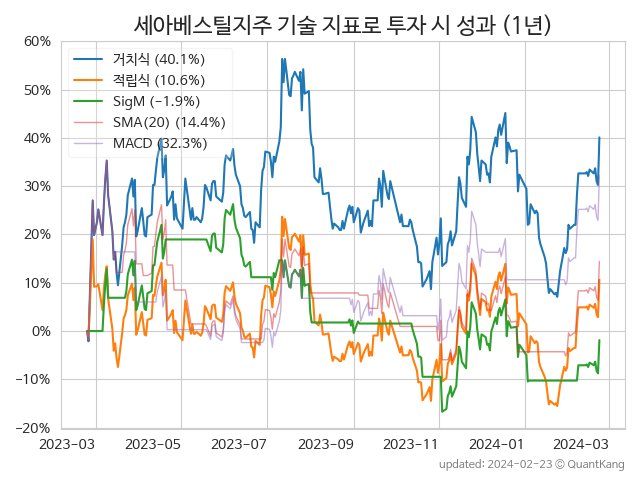 세아베스틸지주 기술 지표로 투자 시 성과 (1년)
60%
50%
40%
30%
20%
10%
0%
−10%
−20%
거치식 (40.1%)
적립식 (10.6%)
SigM (−1.9%)
SMA(20) (14.4%)
MACD (32.3%)
2023-03 2023-05 2023-07 2023-09 2023-11 2024-01 2024-03
updated: 2024-02-23 © QuantKang